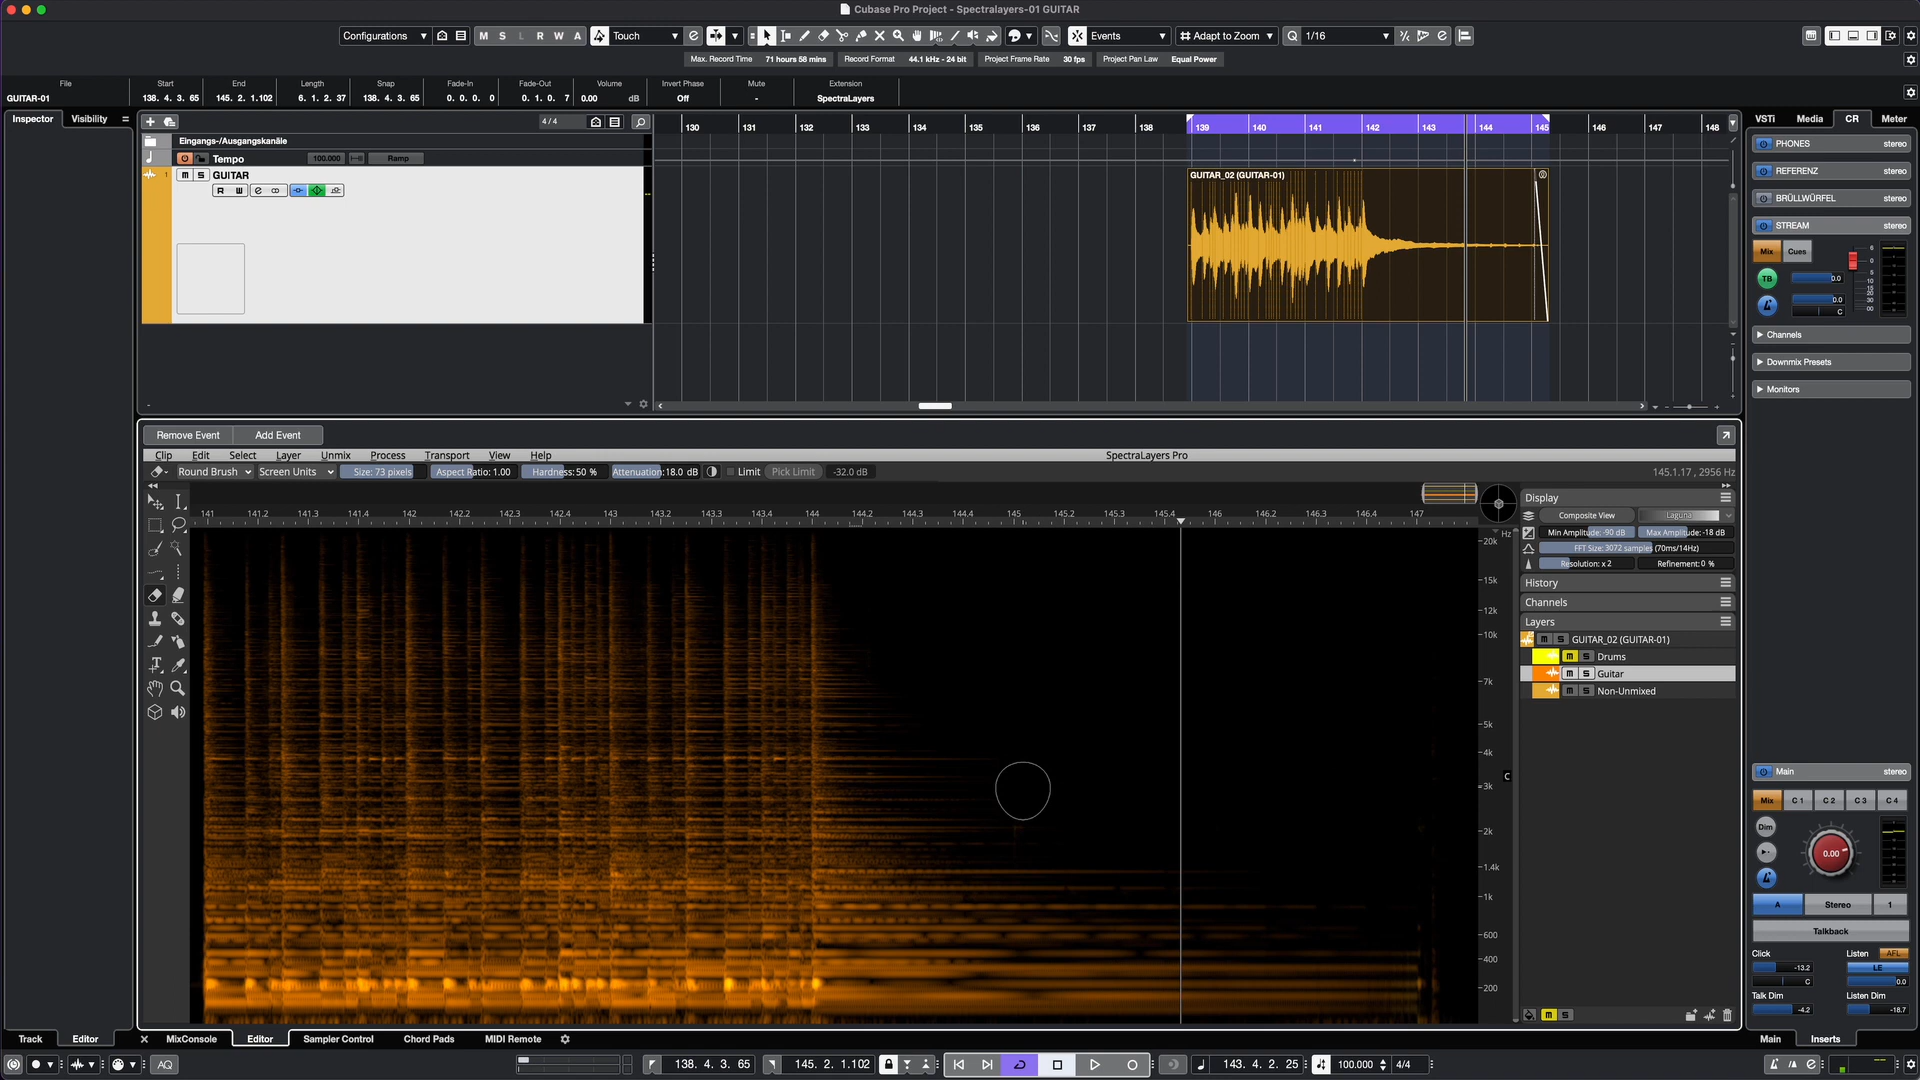 Cubase Pro Project - Spectralayers-01 GUITAR
Configurations M S L R W A Touch Events Adapt to Zoom Q 1/16
Max. Record Time 71 hours 58 mins Record Format 44.1 kHz - 24 bit Project Frame Rate 30 fps Project Pan Law Equal Power
File Start End Length Snap Fade-In Fade-Out Volume Invert Phase Mute Extension
GUITAR-01 138. 4. 3. 65 145. 2. 1.102 6. 1. 2. 37 138. 4. 3. 65 0. 0. 0. 0 0. 1. 0. 7 0.00 dB Off - SpectraLayers
Inspector Visibility
4/4
130 131 132 133 134 135 136 137 138 139 140 141 142 143 144 145 146 147 148
Eingangs-/Ausgangskanäle
Tempo 100.000 Ramp
1 m S GUITAR
R W e
GUITAR_02 (GUITAR-01)
VSTi Media CR Meter
PHONES stereo
REFERENZ stereo
BRÜLLWÜRFEL stereo
STREAM stereo
Mix Cues
TB 0.0
0.0
C
6
0
5
10
15
20
30
00
Channels
Downmix Presets
Monitors
Remove Event Add Event
Clip Edit Select Layer Unmix Process Transport View Help SpectraLayers Pro
Round Brush Screen Units Size: 73 pixels Aspect Ratio: 1.00 Hardness: 50 % Attenuation:18.0 dB Limit Pick Limit -32.0 dB 145.1.17 , 2956 Hz
141 141.2 141.3 141.4 142 142.2 142.3 142.4 143 143.2 143.3 143.4 144 144.2 144.3 144.4 145 145.2 145.3 145.4 146 146.2 146.3 146.4 147
Hz
20k
15k
12k
10k
7k
5k
4k
3k
2k
1.4k
1k
600
400
200
C
Display
Composite View Laguna
Min Amplitude: -90 dB Max Amplitude: -18 dB
FFT Size: 3072 samples (70ms/14Hz)
Resolution: x 2 Refinement: 0 %
History
Channels
Layers
m S GUITAR_02 (GUITAR-01)
m S Drums
m S Guitar
m S Non-Unmixed
m S
Main stereo
Mix C 1 C 2 C 3 C 4
Dim
0.00
A Stereo 1
Talkback
Click Listen AFL
-13.2 LE
C 0.0
Talk Dim Listen Dim
-4.2 -18.7
Track Editor MixConsole Editor Sampler Control Chord Pads MIDI Remote Main Inserts
AQ 138. 4. 3. 65 145. 2. 1.102 143. 4. 2. 25 100.000 4/4